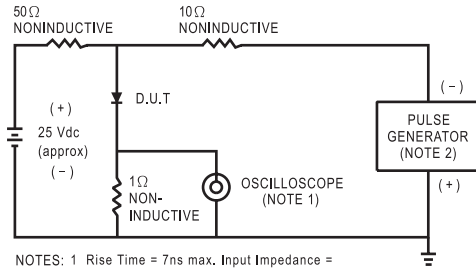 50Ω
NONINDUCTIVE
10Ω
NONINDUCTIVE
D.U.T
(+)
25 Vdc
(approx)
(−)
1Ω
NON-
INDUCTIVE
OSCILLOSCOPE
(NOTE 1)
(−)
PULSE
GENERATOR
(NOTE 2)
(+)
NOTES: 1 Rise Time = 7ns max. Input Impedance =